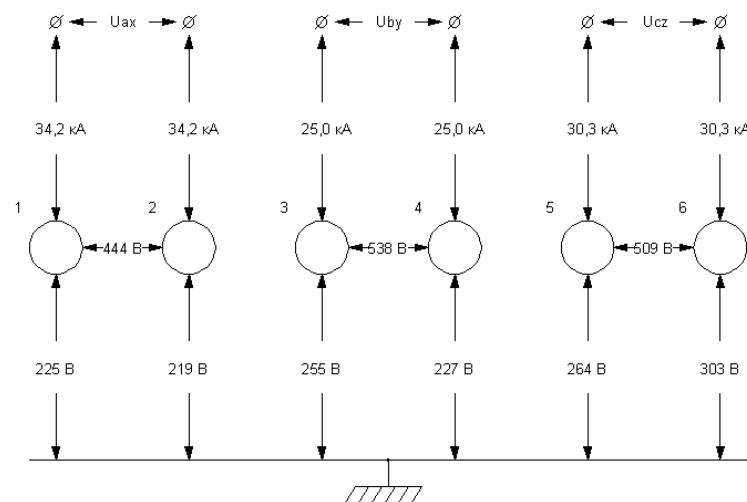 Uax Uby Ucz
34,2 кА 34,2 кА 25,0 кА 25,0 кА 30,3 кА 30,3 кА
1 2 3 4 5 6
444 В 538 В 509 В
225 В 219 В 255 В 227 В 264 В 303 В